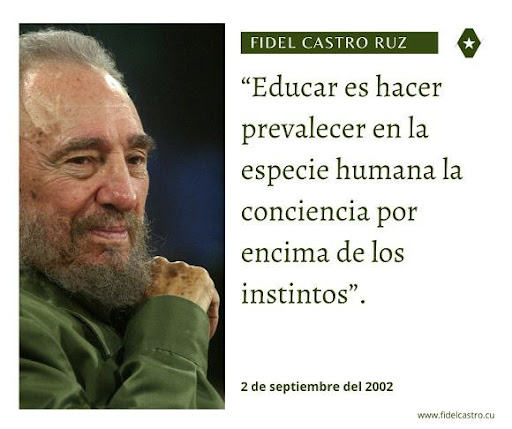 FIDEL CASTRO RUZ
“Educar es hacer
prevalecer en la
especie humana la
conciencia por
encima de los
instintos”.
2 de septiembre del 2002
www.fidelcastro.cu